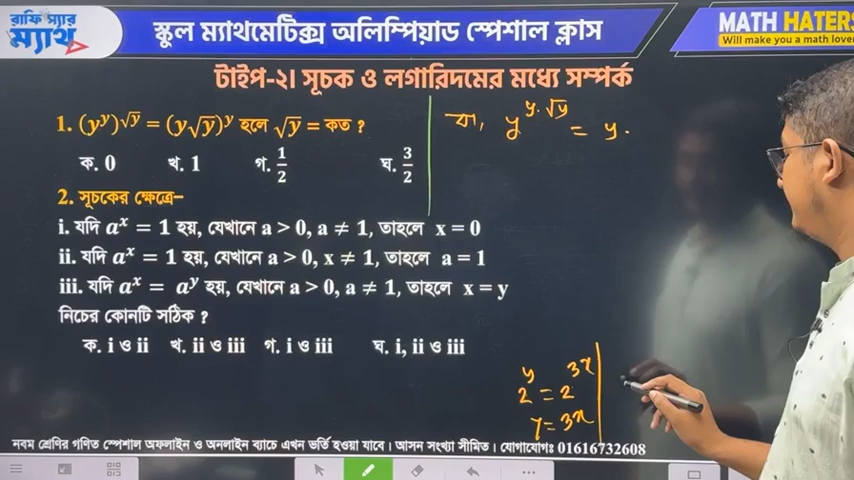 রাফি স্যার ম্যাথ
স্কুল ম্যাথমেটিক্স অলিম্পিয়াড স্পেশাল ক্লাস
MATH HATERS
Will make you a math lover
টাইপ-২। সূচক ও লগারিদমের মধ্যে সম্পর্ক
1. (y^y)^√y = (y√y)^y হলে √y = কত ?
ক. 0 খ. 1 গ. 1/2 ঘ. 3/2
বা, y^(y·√y) = y.
2. সূচকের ক্ষেত্রে–
i. যদি a^x = 1 হয়, যেখানে a > 0, a ≠ 1, তাহলে x = 0
ii. যদি a^x = 1 হয়, যেখানে a > 0, x ≠ 1, তাহলে a = 1
iii. যদি a^x = a^y হয়, যেখানে a > 0, a ≠ 1, তাহলে x = y
নিচের কোনটি সঠিক ?
ক. i ও ii খ. ii ও iii গ. i ও iii ঘ. i, ii ও iii
2^y = 2^3x
y = 3x
নবম শ্রেণির গণিত স্পেশাল অফলাইন ও অনলাইন ব্যাচে এখন ভর্তি হওয়া যাবে। আসন সংখ্যা সীমিত। যোগাযোগঃ 01616732608